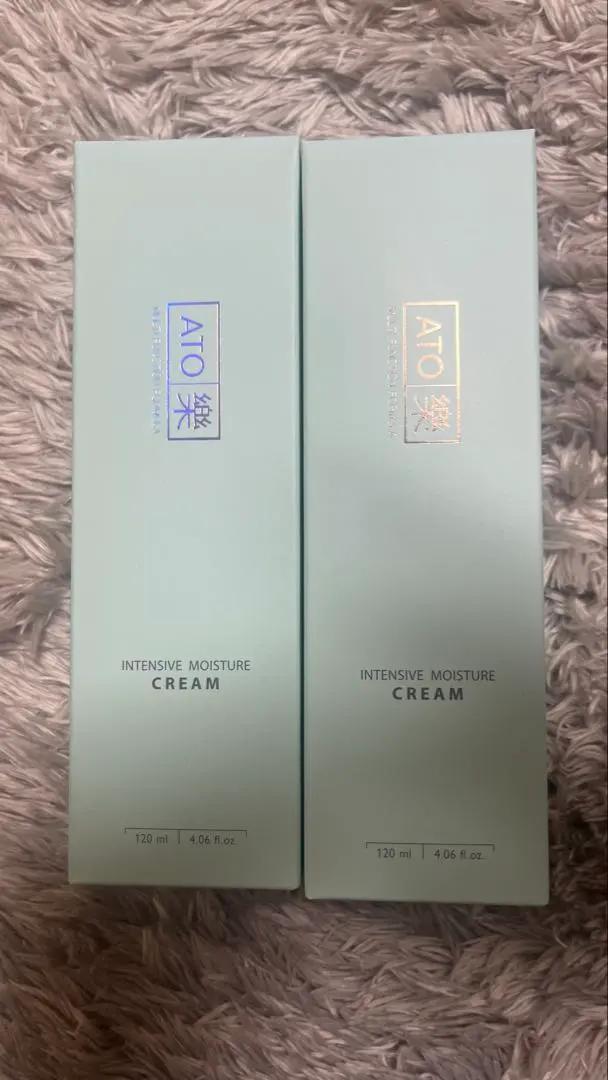 ATO 樂
INTENSIVE MOISTURE
CREAM
120 ml 4.06 fl.oz.
ATO 樂
INTENSIVE MOISTURE
CREAM
120 ml 4.06 fl.oz.